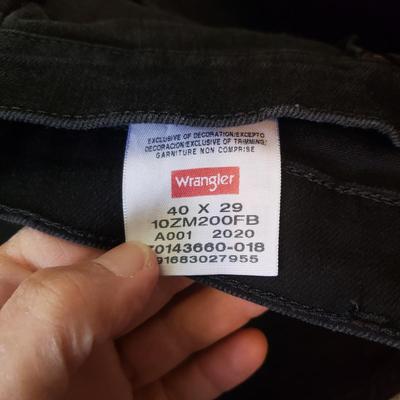 EXCLUSIVE OF DECORATION/EXCEPTO
DECORACION/EXCLUSIVE OF TRIMMING/
GARNITURE NON COMPRISE
Wrangler
40 X 29
10ZM200FB
A001 2020
0143660-018
91683027955